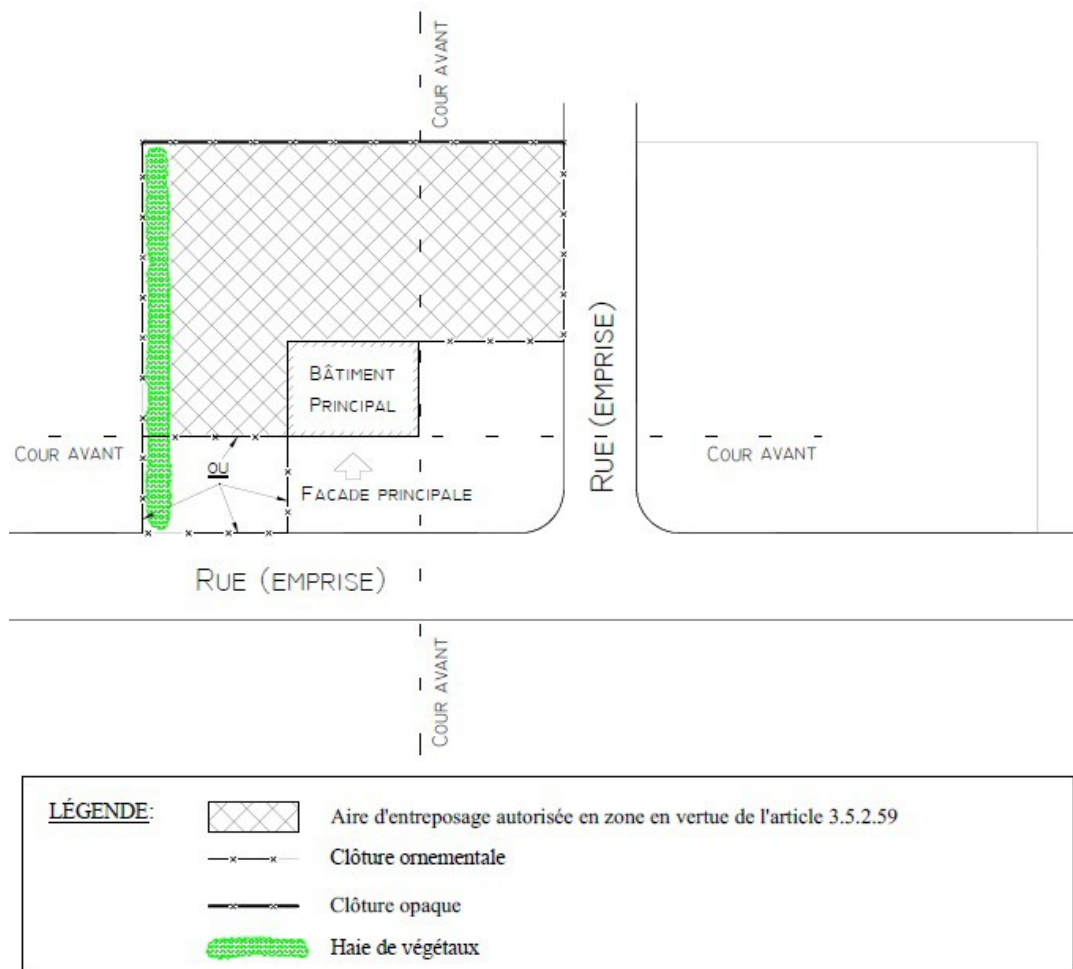 COUR AVANT
BÂTIMENT
PRINCIPAL
RUE (EMPRISE)
COUR AVANT
COUR AVANT
OU
FACADE PRINCIPALE
RUE (EMPRISE)
COUR AVANT
LÉGENDE:
Aire d'entreposage autorisée en zone en vertue de l'article 3.5.2.59
Clôture ornementale
Clôture opaque
Haie de végétaux